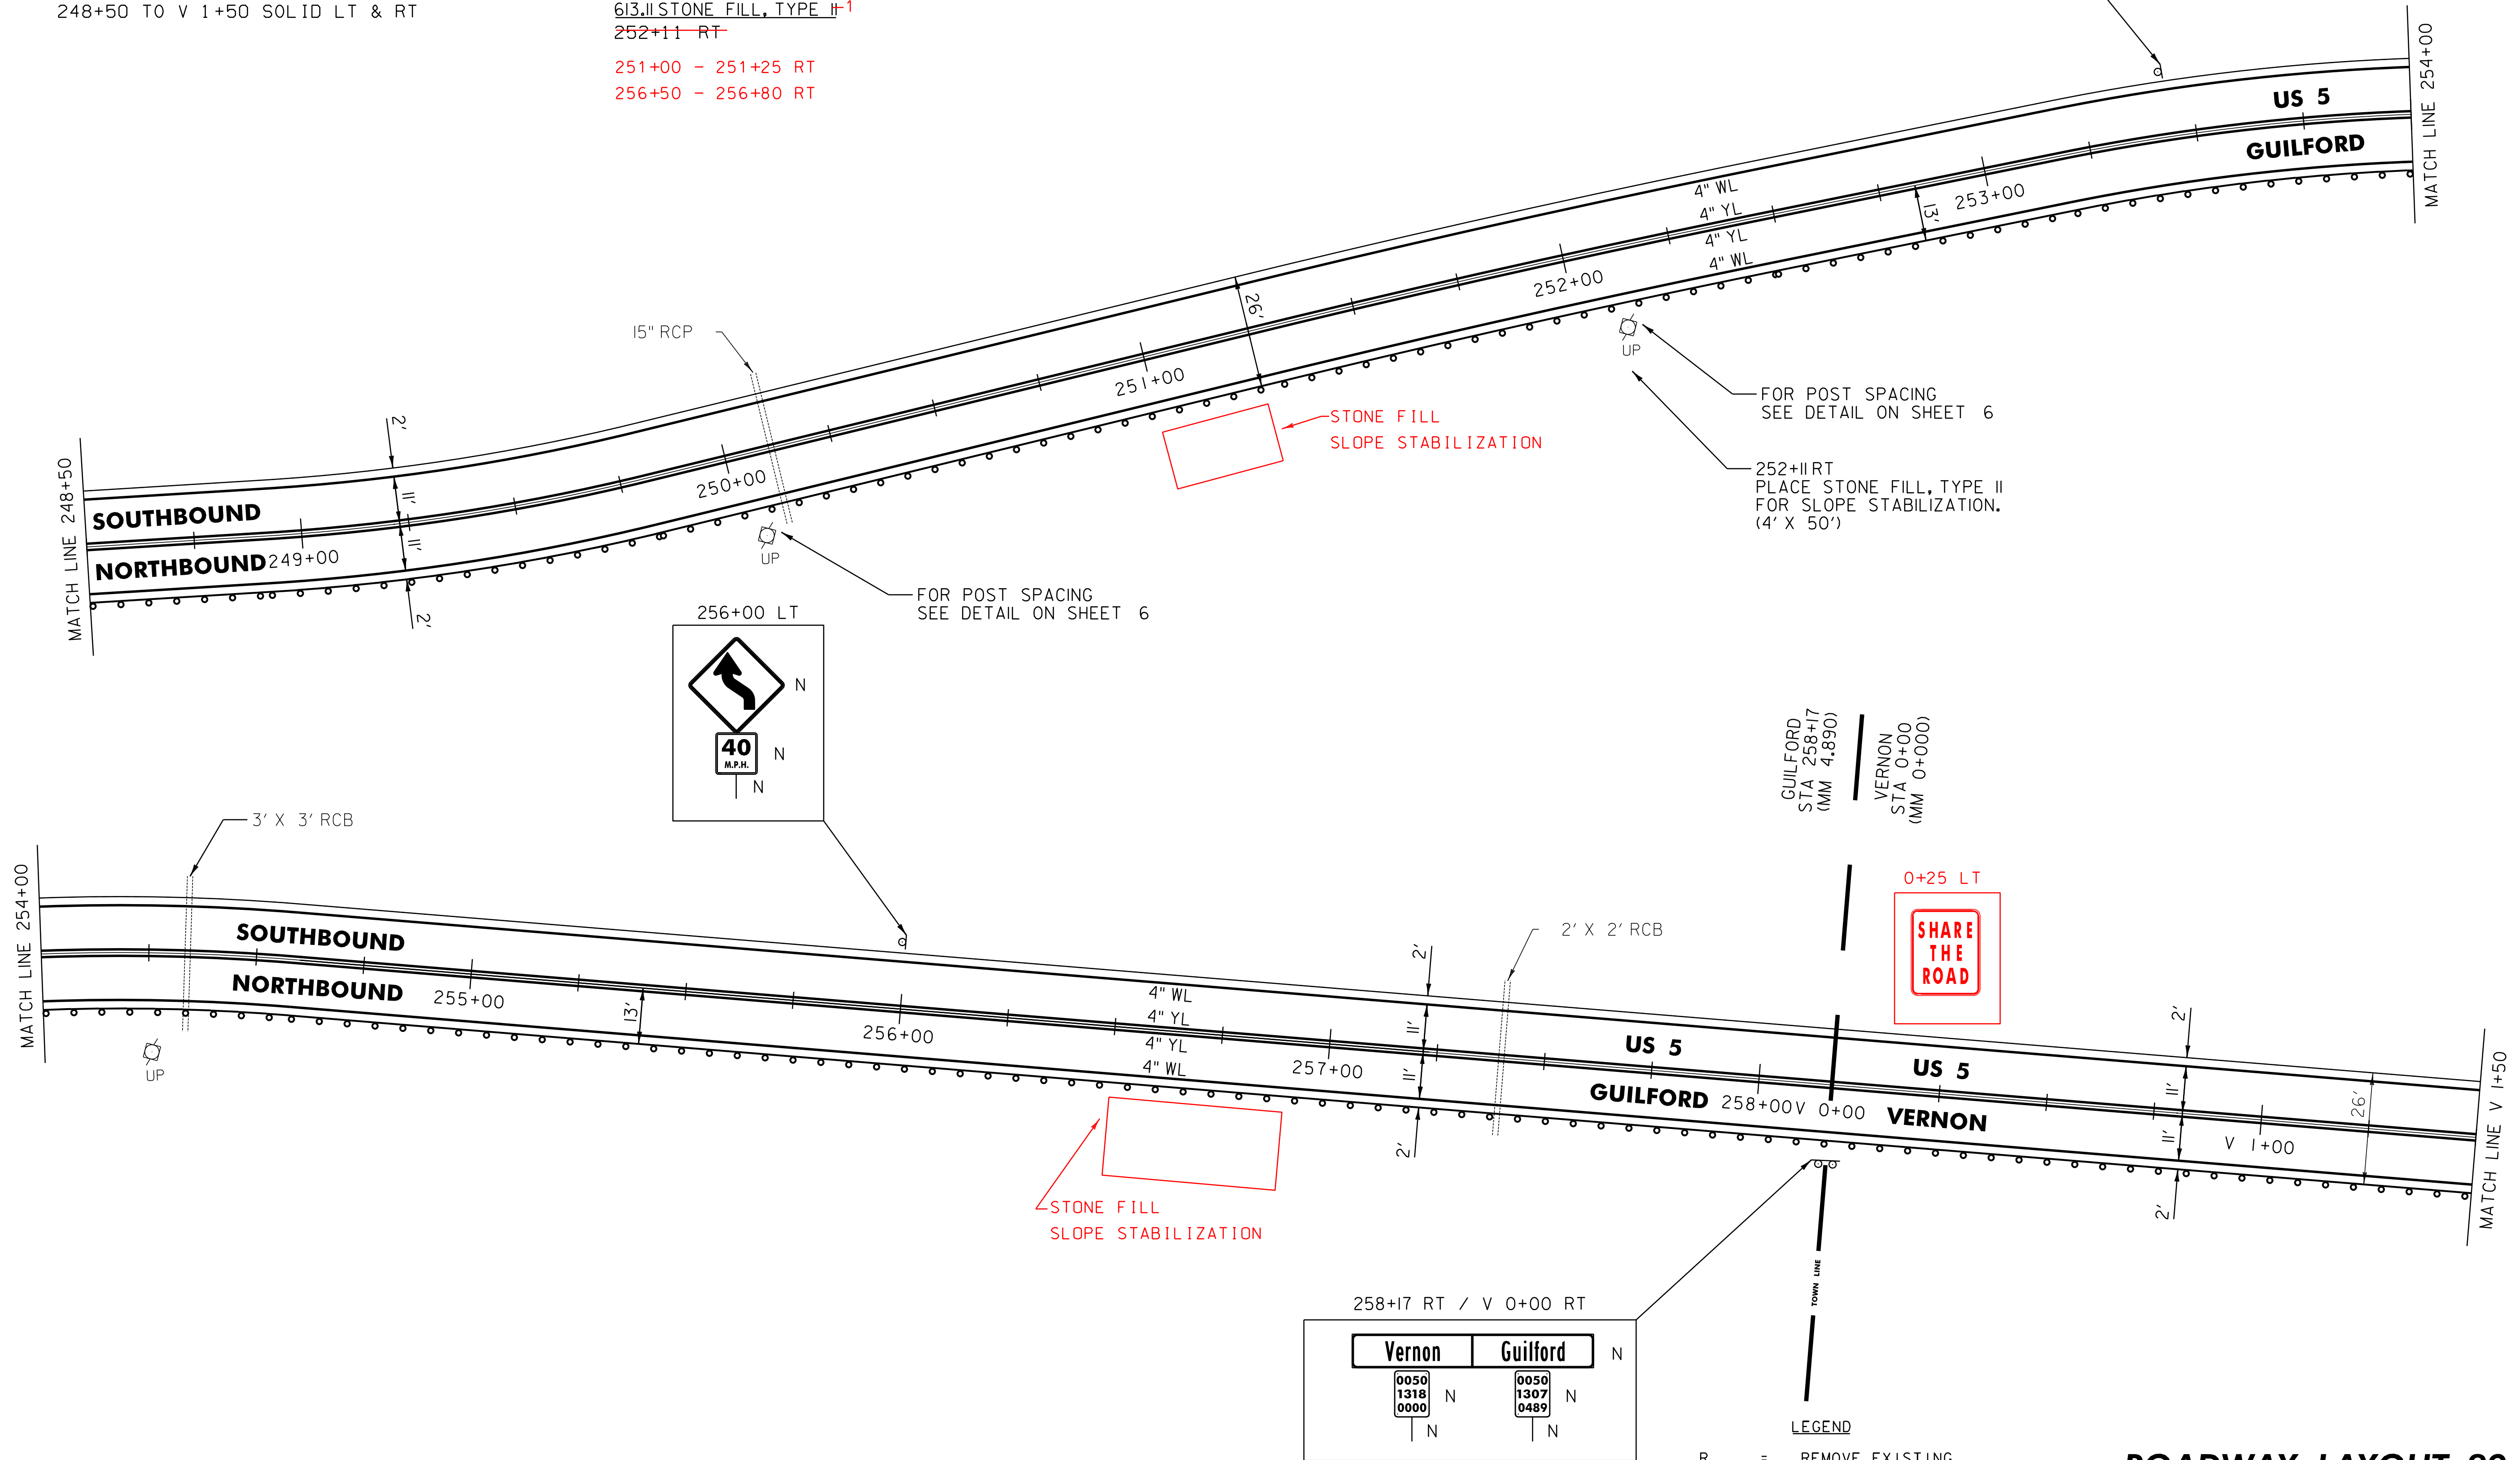 248+50 TO V 1+50 SOLID LT & RT
613.11 STONE FILL, TYPE II
252+11 RT
251+00 - 251+25 RT
256+50 - 256+80 RT
MATCH LINE 254+00
US 5
GUILFORD
4" WL
4" YL
4" YL
4" WL
13'
253+00
252+00
26'
15" RCP
251+00
UP
FOR POST SPACING
SEE DETAIL ON SHEET 6
STONE FILL
SLOPE STABILIZATION
252+11 RT
PLACE STONE FILL, TYPE II
FOR SLOPE STABILIZATION.
(4' X 50')
2'
11'
11'
2'
250+00
MATCH LINE 248+50
SOUTHBOUND
NORTHBOUND
249+00
UP
FOR POST SPACING
SEE DETAIL ON SHEET 6
256+00 LT
N
40
M.P.H.
N
N
GUILFORD
STA 258+17
(MM 4.890)
VERNON
STA 0+00
(MM 0+000)
3' X 3' RCB
MATCH LINE 254+00
SOUTHBOUND
NORTHBOUND
255+00
UP
13'
256+00
4" WL
4" YL
4" YL
4" WL
257+00
2'
11'
11'
2'
2' X 2' RCB
0+25 LT
SHARE
THE
ROAD
US 5
GUILFORD
258+00
V 0+00
US 5
VERNON
2'
11'
11'
2'
V 1+00
26'
MATCH LINE V 1+50
STONE FILL
SLOPE STABILIZATION
TOWN LINE
258+17 RT / V 0+00 RT
Vernon
Guilford
N
0050
1318
0000
N
N
0050
1307
0489
N
N
LEGEND
R = REMOVE EXISTING